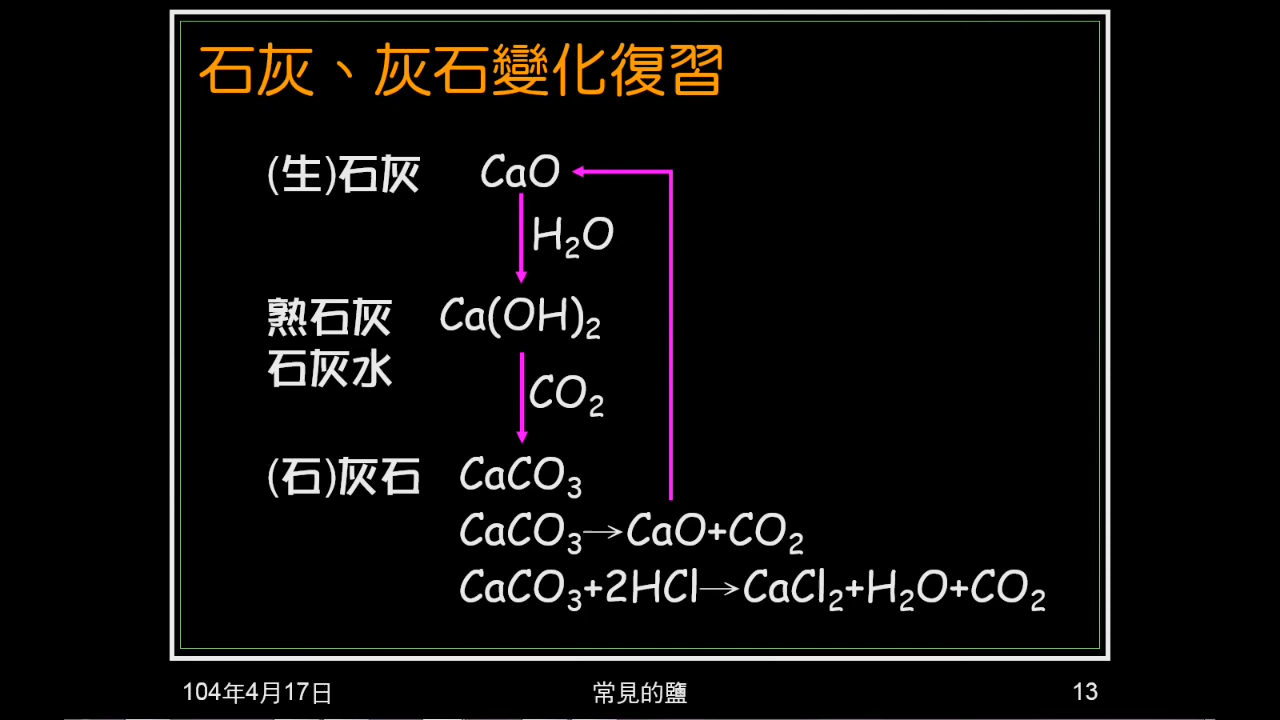 石灰、灰石變化復習
(生)石灰 CaO
H₂O
熟石灰 Ca(OH)₂
石灰水
CO₂
(石)灰石 CaCO₃
CaCO₃→CaO+CO₂
CaCO₃+2HCl→CaCl₂+H₂O+CO₂
104年4月17日 常見的鹽 13